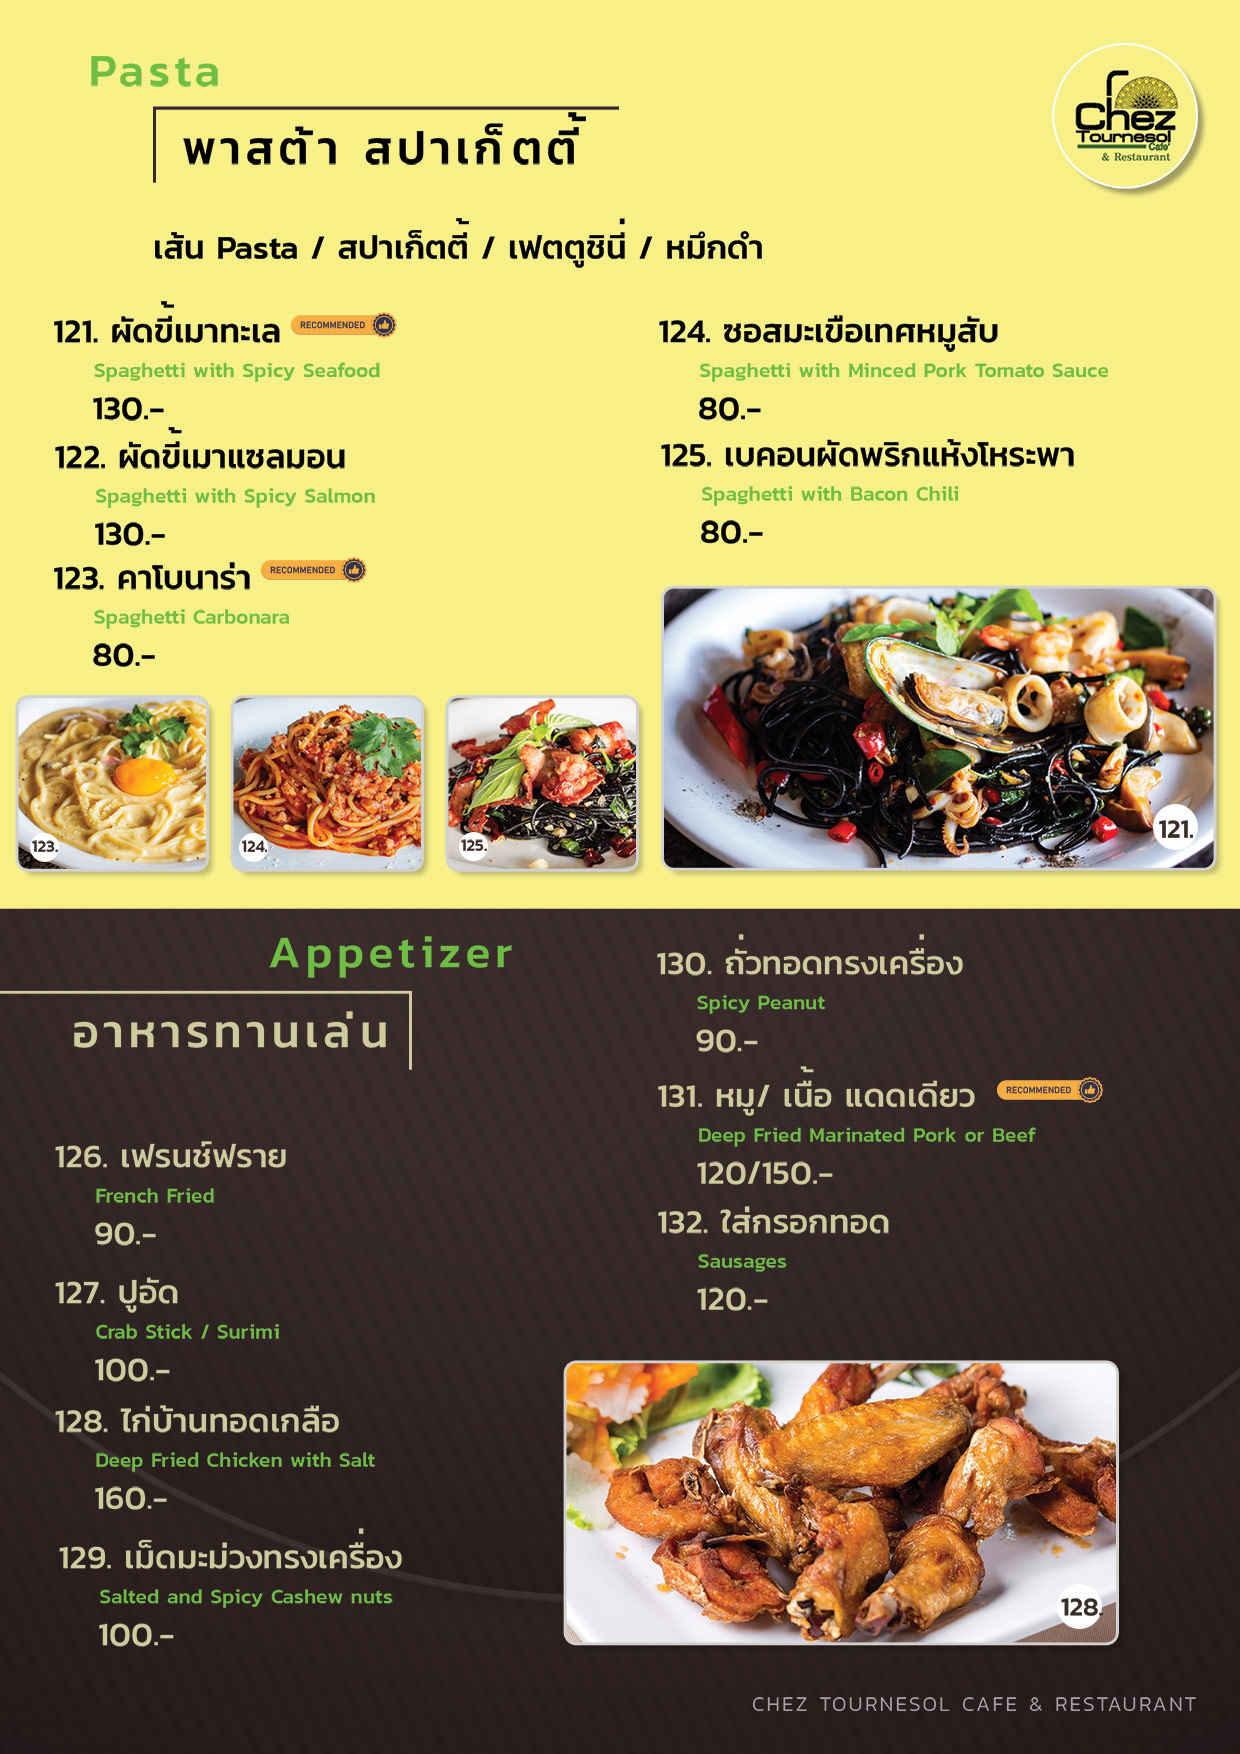 Pasta
พาสต้า สปาเก็ตตี้
Chez
Tournesol
Cafe'
& Restaurant
เส้น Pasta / สปาเก็ตตี้ / เฟตตูชินี่ / หมึกดำ
121. ผัดขี้เมาทะเล RECOMMENDED
Spaghetti with Spicy Seafood
130.-
122. ผัดขี้เมาแซลมอน
Spaghetti with Spicy Salmon
130.-
123. คาโบนาร่า RECOMMENDED
Spaghetti Carbonara
80.-
124. ซอสมะเขือเทศหมูสับ
Spaghetti with Minced Pork Tomato Sauce
80.-
125. เบคอนผัดพริกแห้งโหระพา
Spaghetti with Bacon Chili
80.-
123.
124.
125.
121.
Appetizer
อาหารทานเล่น
126. เฟรนช์ฟราย
French Fried
90.-
127. ปูอัด
Crab Stick / Surimi
100.-
128. ไก่บ้านทอดเกลือ
Deep Fried Chicken with Salt
160.-
129. เม็ดมะม่วงทรงเครื่อง
Salted and Spicy Cashew nuts
100.-
130. ถั่วทอดทรงเครื่อง
Spicy Peanut
90.-
131. หมู/ เนื้อ แดดเดียว RECOMMENDED
Deep Fried Marinated Pork or Beef
120/150.-
132. ใส่กรอกทอด
Sausages
120.-
128.
CHEZ TOURNESOL CAFE & RESTAURANT